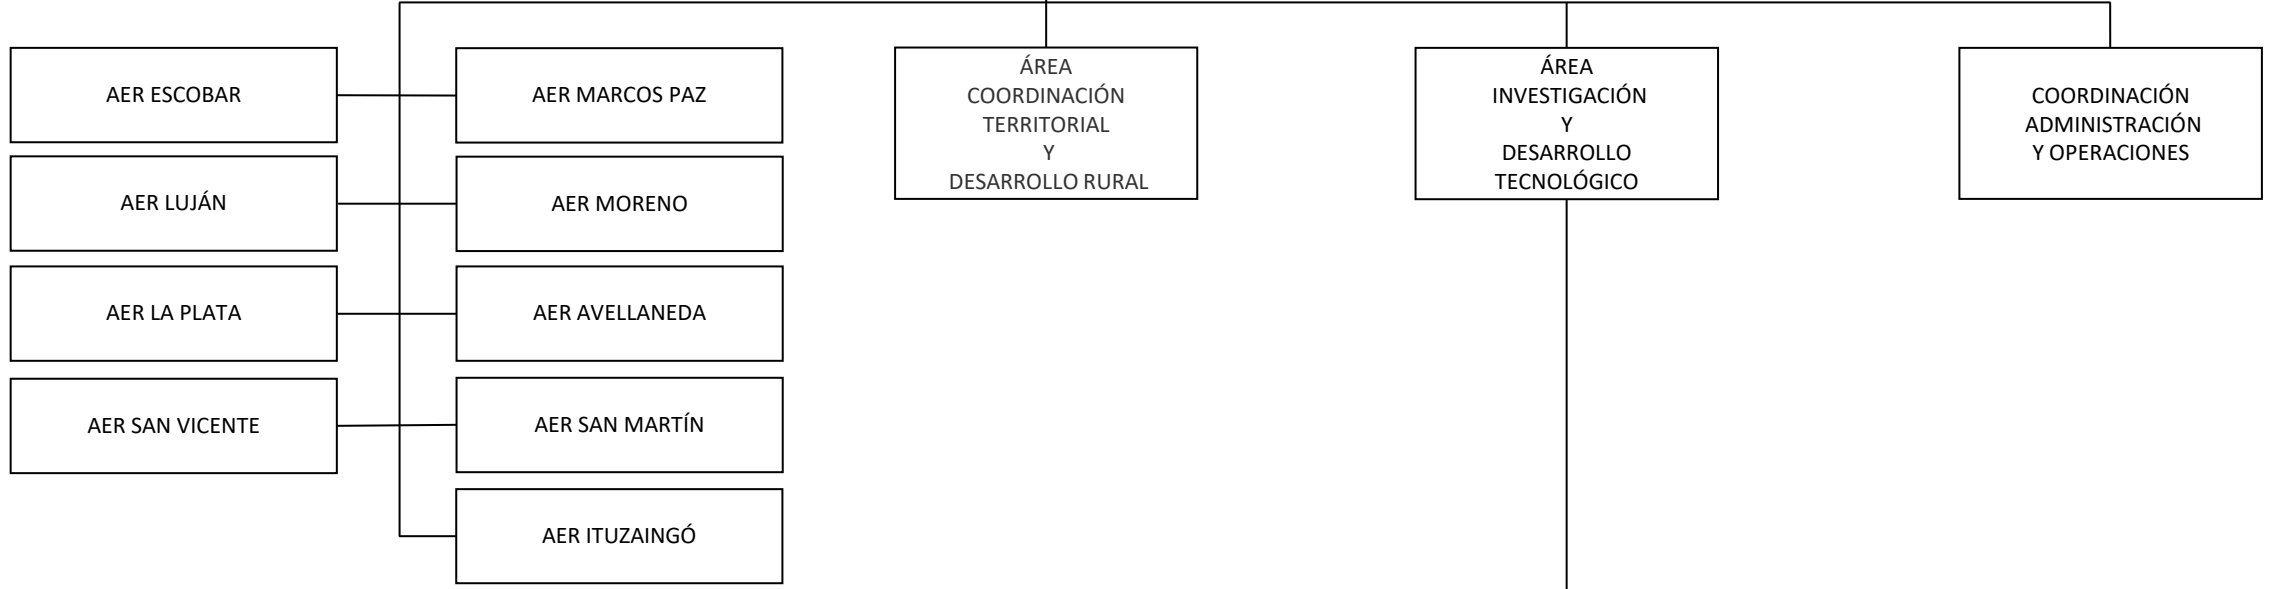 AER ESCOBAR
AER MARCOS PAZ
AER LUJÁN
AER MORENO
AER LA PLATA
AER AVELLANEDA
AER SAN VICENTE
AER SAN MARTÍN
AER ITUZAINGÓ
ÁREA
COORDINACIÓN
TERRITORIAL
Y
DESARROLLO RURAL
ÁREA
INVESTIGACIÓN
Y
DESARROLLO
TECNOLÓGICO
COORDINACIÓN
ADMINISTRACIÓN
Y OPERACIONES